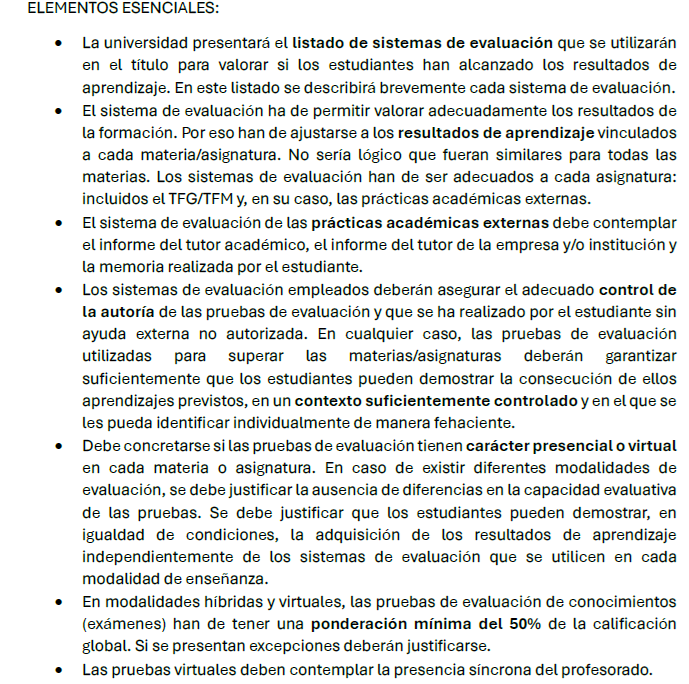 ELEMENTOS ESENCIALES:
• La universidad presentará el listado de sistemas de evaluación que se utilizarán
en el título para valorar si los estudiantes han alcanzado los resultados de
aprendizaje. En este listado se describirá brevemente cada sistema de evaluación.
• El sistema de evaluación ha de permitir valorar adecuadamente los resultados de
la formación. Por eso han de ajustarse a los resultados de aprendizaje vinculados
a cada materia/asignatura. No sería lógico que fueran similares para todas las
materias. Los sistemas de evaluación han de ser adecuados a cada asignatura:
incluidos el TFG/TFM y, en su caso, las prácticas académicas externas.
• El sistema de evaluación de las prácticas académicas externas debe contemplar
el informe del tutor académico, el informe del tutor de la empresa y/o institución y
la memoria realizada por el estudiante.
• Los sistemas de evaluación empleados deberán asegurar el adecuado control de
la autoría de las pruebas de evaluación y que se ha realizado por el estudiante sin
ayuda externa no autorizada. En cualquier caso, las pruebas de evaluación
utilizadas para superar las materias/asignaturas deberán garantizar
suficientemente que los estudiantes pueden demostrar la consecución de ellos
aprendizajes previstos, en un contexto suficientemente controlado y en el que se
les pueda identificar individualmente de manera fehaciente.
• Debe concretarse si las pruebas de evaluación tienen carácter presencial o virtual
en cada materia o asignatura. En caso de existir diferentes modalidades de
evaluación, se debe justificar la ausencia de diferencias en la capacidad evaluativa
de las pruebas. Se debe justificar que los estudiantes pueden demostrar, en
igualdad de condiciones, la adquisición de los resultados de aprendizaje
independientemente de los sistemas de evaluación que se utilicen en cada
modalidad de enseñanza.
• En modalidades híbridas y virtuales, las pruebas de evaluación de conocimientos
(exámenes) han de tener una ponderación mínima del 50% de la calificación
global. Si se presentan excepciones deberán justificarse.
• Las pruebas virtuales deben contemplar la presencia síncrona del profesorado.